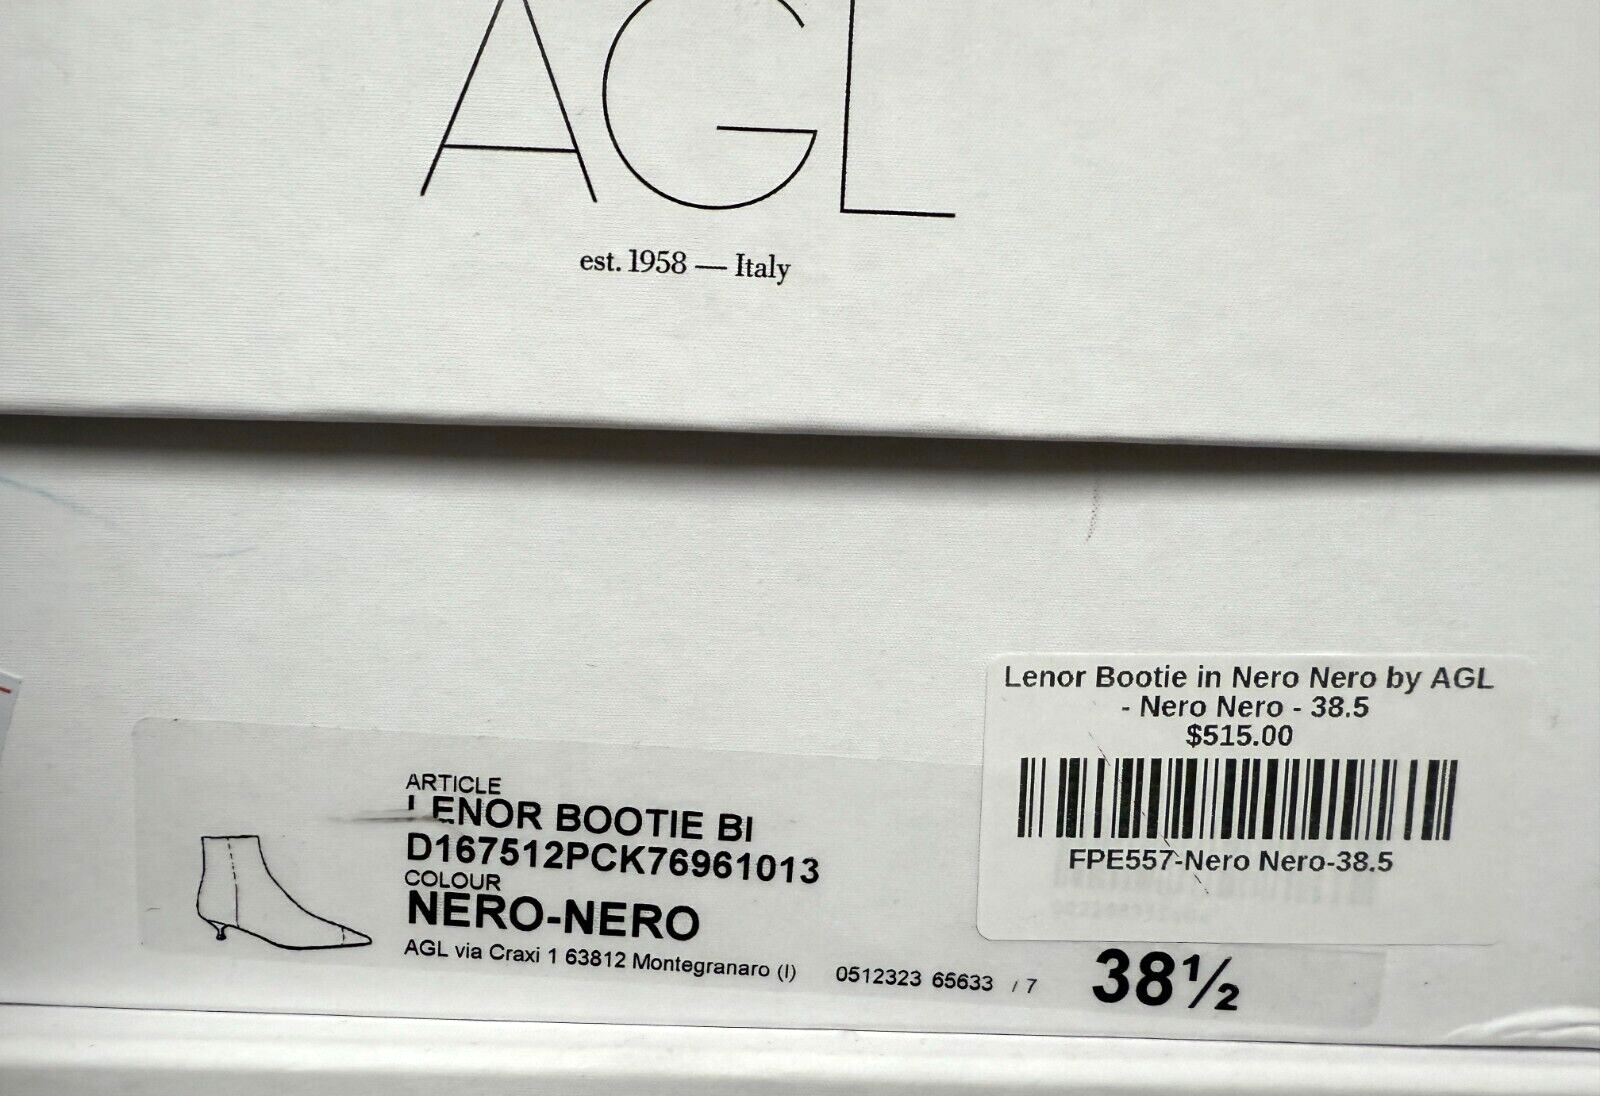 AGL
est. 1958 — Italy
Lenor Bootie in Nero Nero by AGL
- Nero Nero - 38.5
$515.00
FPE557-Nero Nero-38.5
ARTICLE
LENOR BOOTIE BI
D167512PCK76961013
COLOUR
NERO-NERO
AGL via Craxi 1 63812 Montegranaro (I) 0512323 65633 / 7
38½